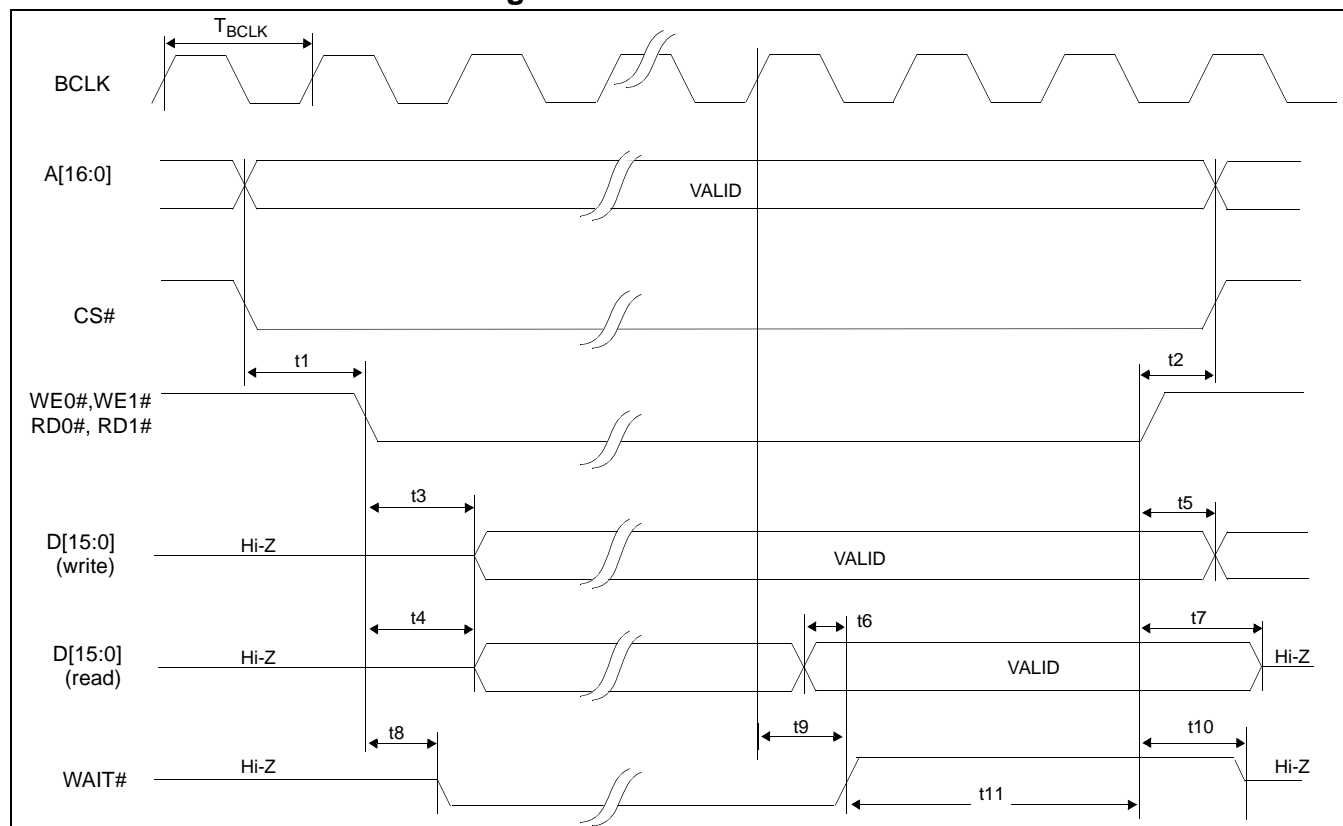 TBCLK
BCLK
A[16:0]
VALID
CS#
t1
t2
WE0#,WE1#
RD0#, RD1#
t3
t5
D[15:0]
(write)
Hi-Z
VALID
t4
t6
t7
D[15:0]
(read)
Hi-Z
VALID
Hi-Z
t8
t9
t10
WAIT#
Hi-Z
Hi-Z
t11